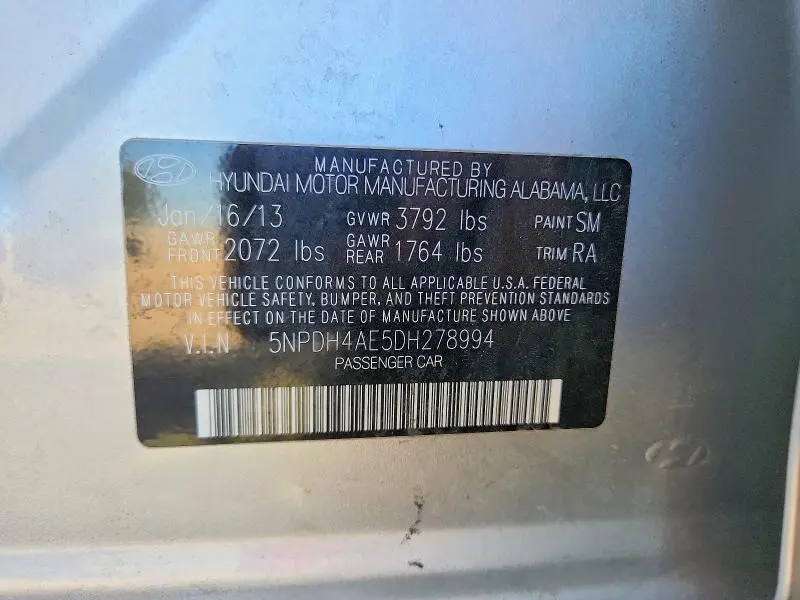 MANUFACTURED BY
HYUNDAI MOTOR MANUFACTURING ALABAMA, LLC
Jan/16/13 GVWR 3792 lbs PAINT SM
GAWR FRONT 2072 lbs GAWR REAR 1764 lbs TRIM RA
THIS VEHICLE CONFORMS TO ALL APPLICABLE U.S.A. FEDERAL
MOTOR VEHICLE SAFETY, BUMPER, AND THEFT PREVENTION STANDARDS
IN EFFECT ON THE DATE OF MANUFACTURE SHOWN ABOVE
V.I.N 5NPDH4AE5DH278994
PASSENGER CAR